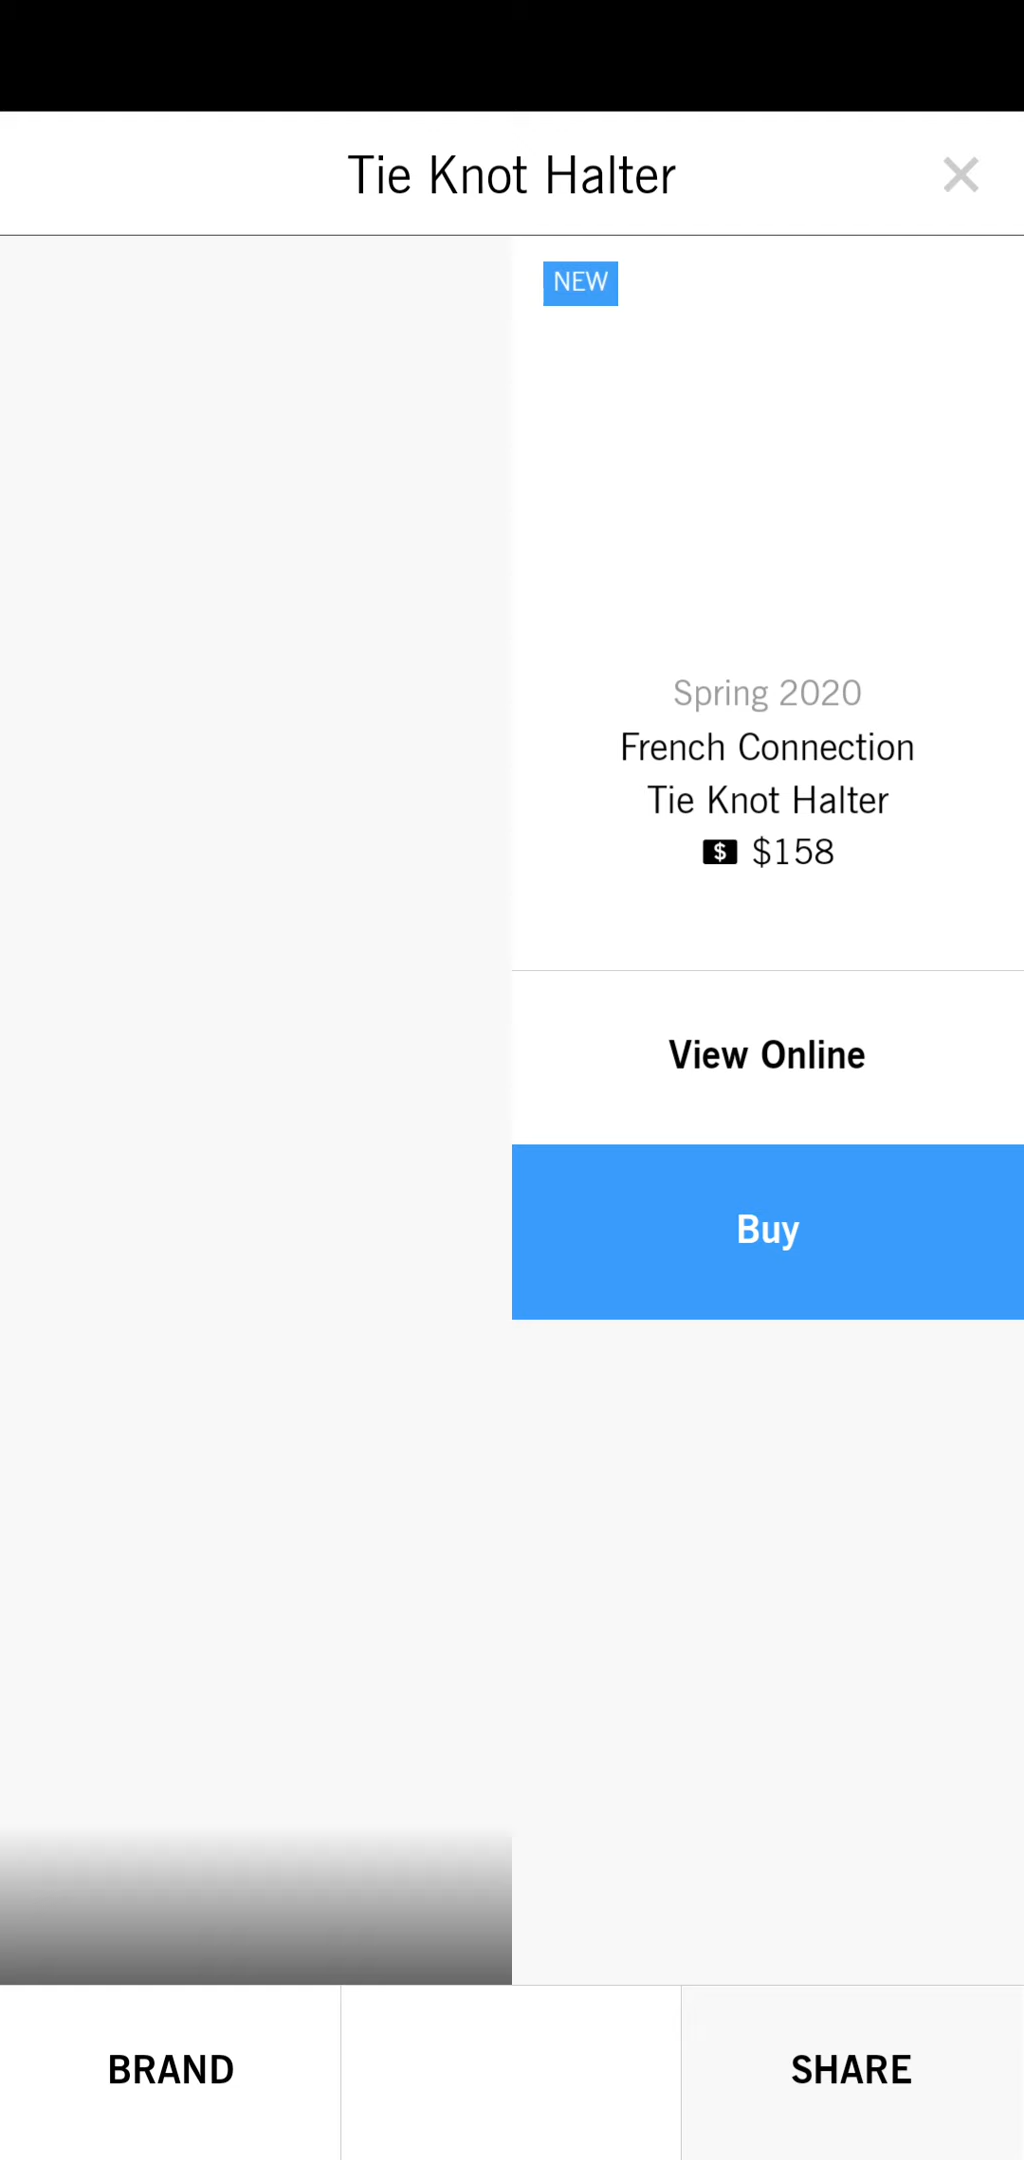 Tie Knot Halter
NEW
Spring 2020
French Connection
Tie Knot Halter
$ $158
View Online
Buy
BRAND
SHARE